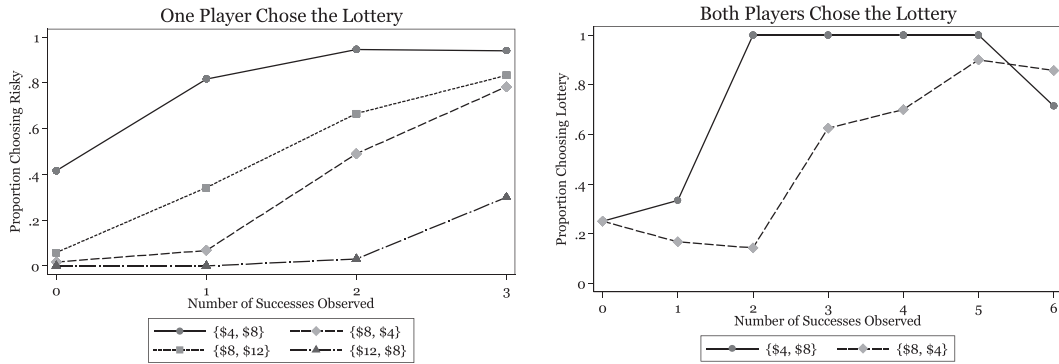 One Player Chose the Lottery
Proportion Choosing Risky
1
.8
.6
.4
.2
0
0 1 2 3
Number of Successes Observed
{$4, $8} {$8, $4}
{$8, $12} {$12, $8}
Both Players Chose the Lottery
Proportion Choosing Lottery
1
.8
.6
.4
.2
0
0 1 2 3 4 5 6
Number of Successes Observed
{$4, $8} {$8, $4}